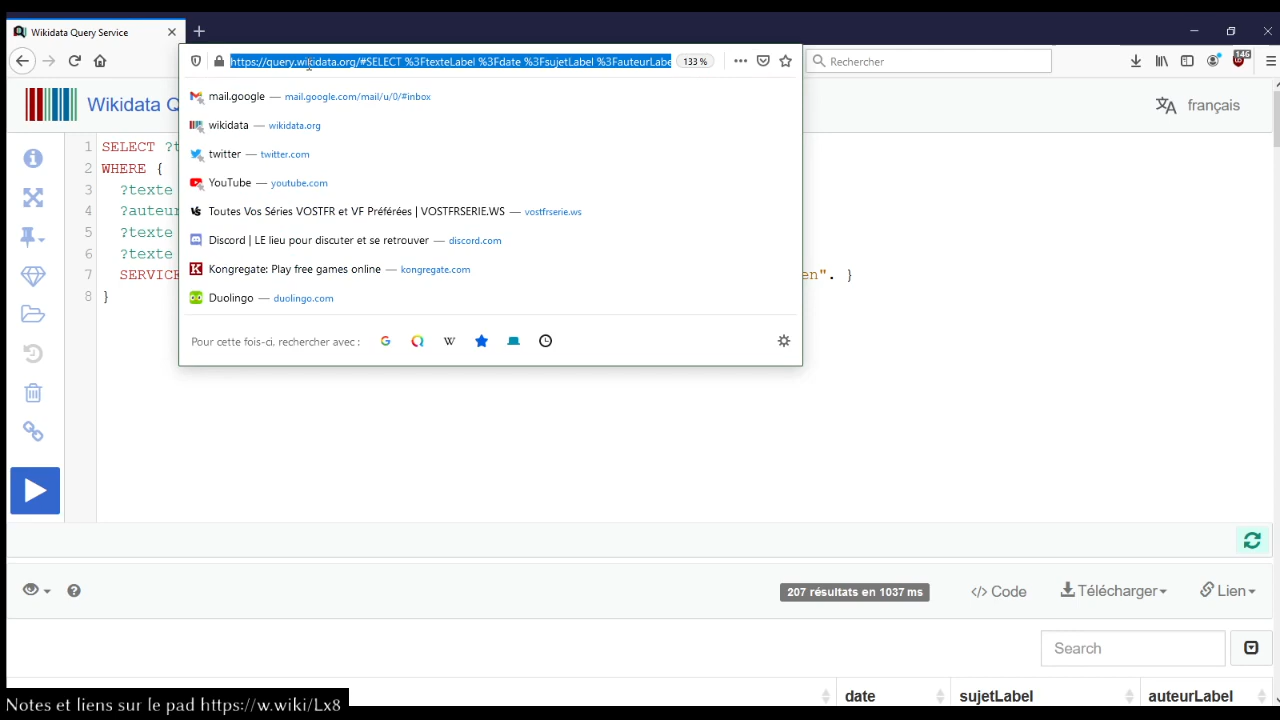 Wikidata Query Service
https://query.wikidata.org/#SELECT %3FtexteLabel %3Fdate %3FsujetLabel %3FauteurLabe
133 %
Rechercher
146
mail.google — mail.google.com/mail/u/0/#inbox
wikidata — wikidata.org
twitter — twitter.com
YouTube — youtube.com
Toutes Vos Séries VOSTFR et VF Préférées | VOSTFRSERIE.WS — vostfrserie.ws
Discord | LE lieu pour discuter et se retrouver — discord.com
Kongregate: Play free games online — kongregate.com
Duolingo — duolingo.com
Pour cette fois-ci, rechercher avec :
Wikidata Q
français
1 SELECT ?t
2 WHERE {
3 ?texte
4 ?auteur
5 ?texte
6 ?texte
7 SERVICE en". }
8 }
207 résultats en 1037 ms
</> Code
Télécharger
Lien
Search
date sujetLabel auteurLabel
Notes et liens sur le pad https://w.wiki/Lx8